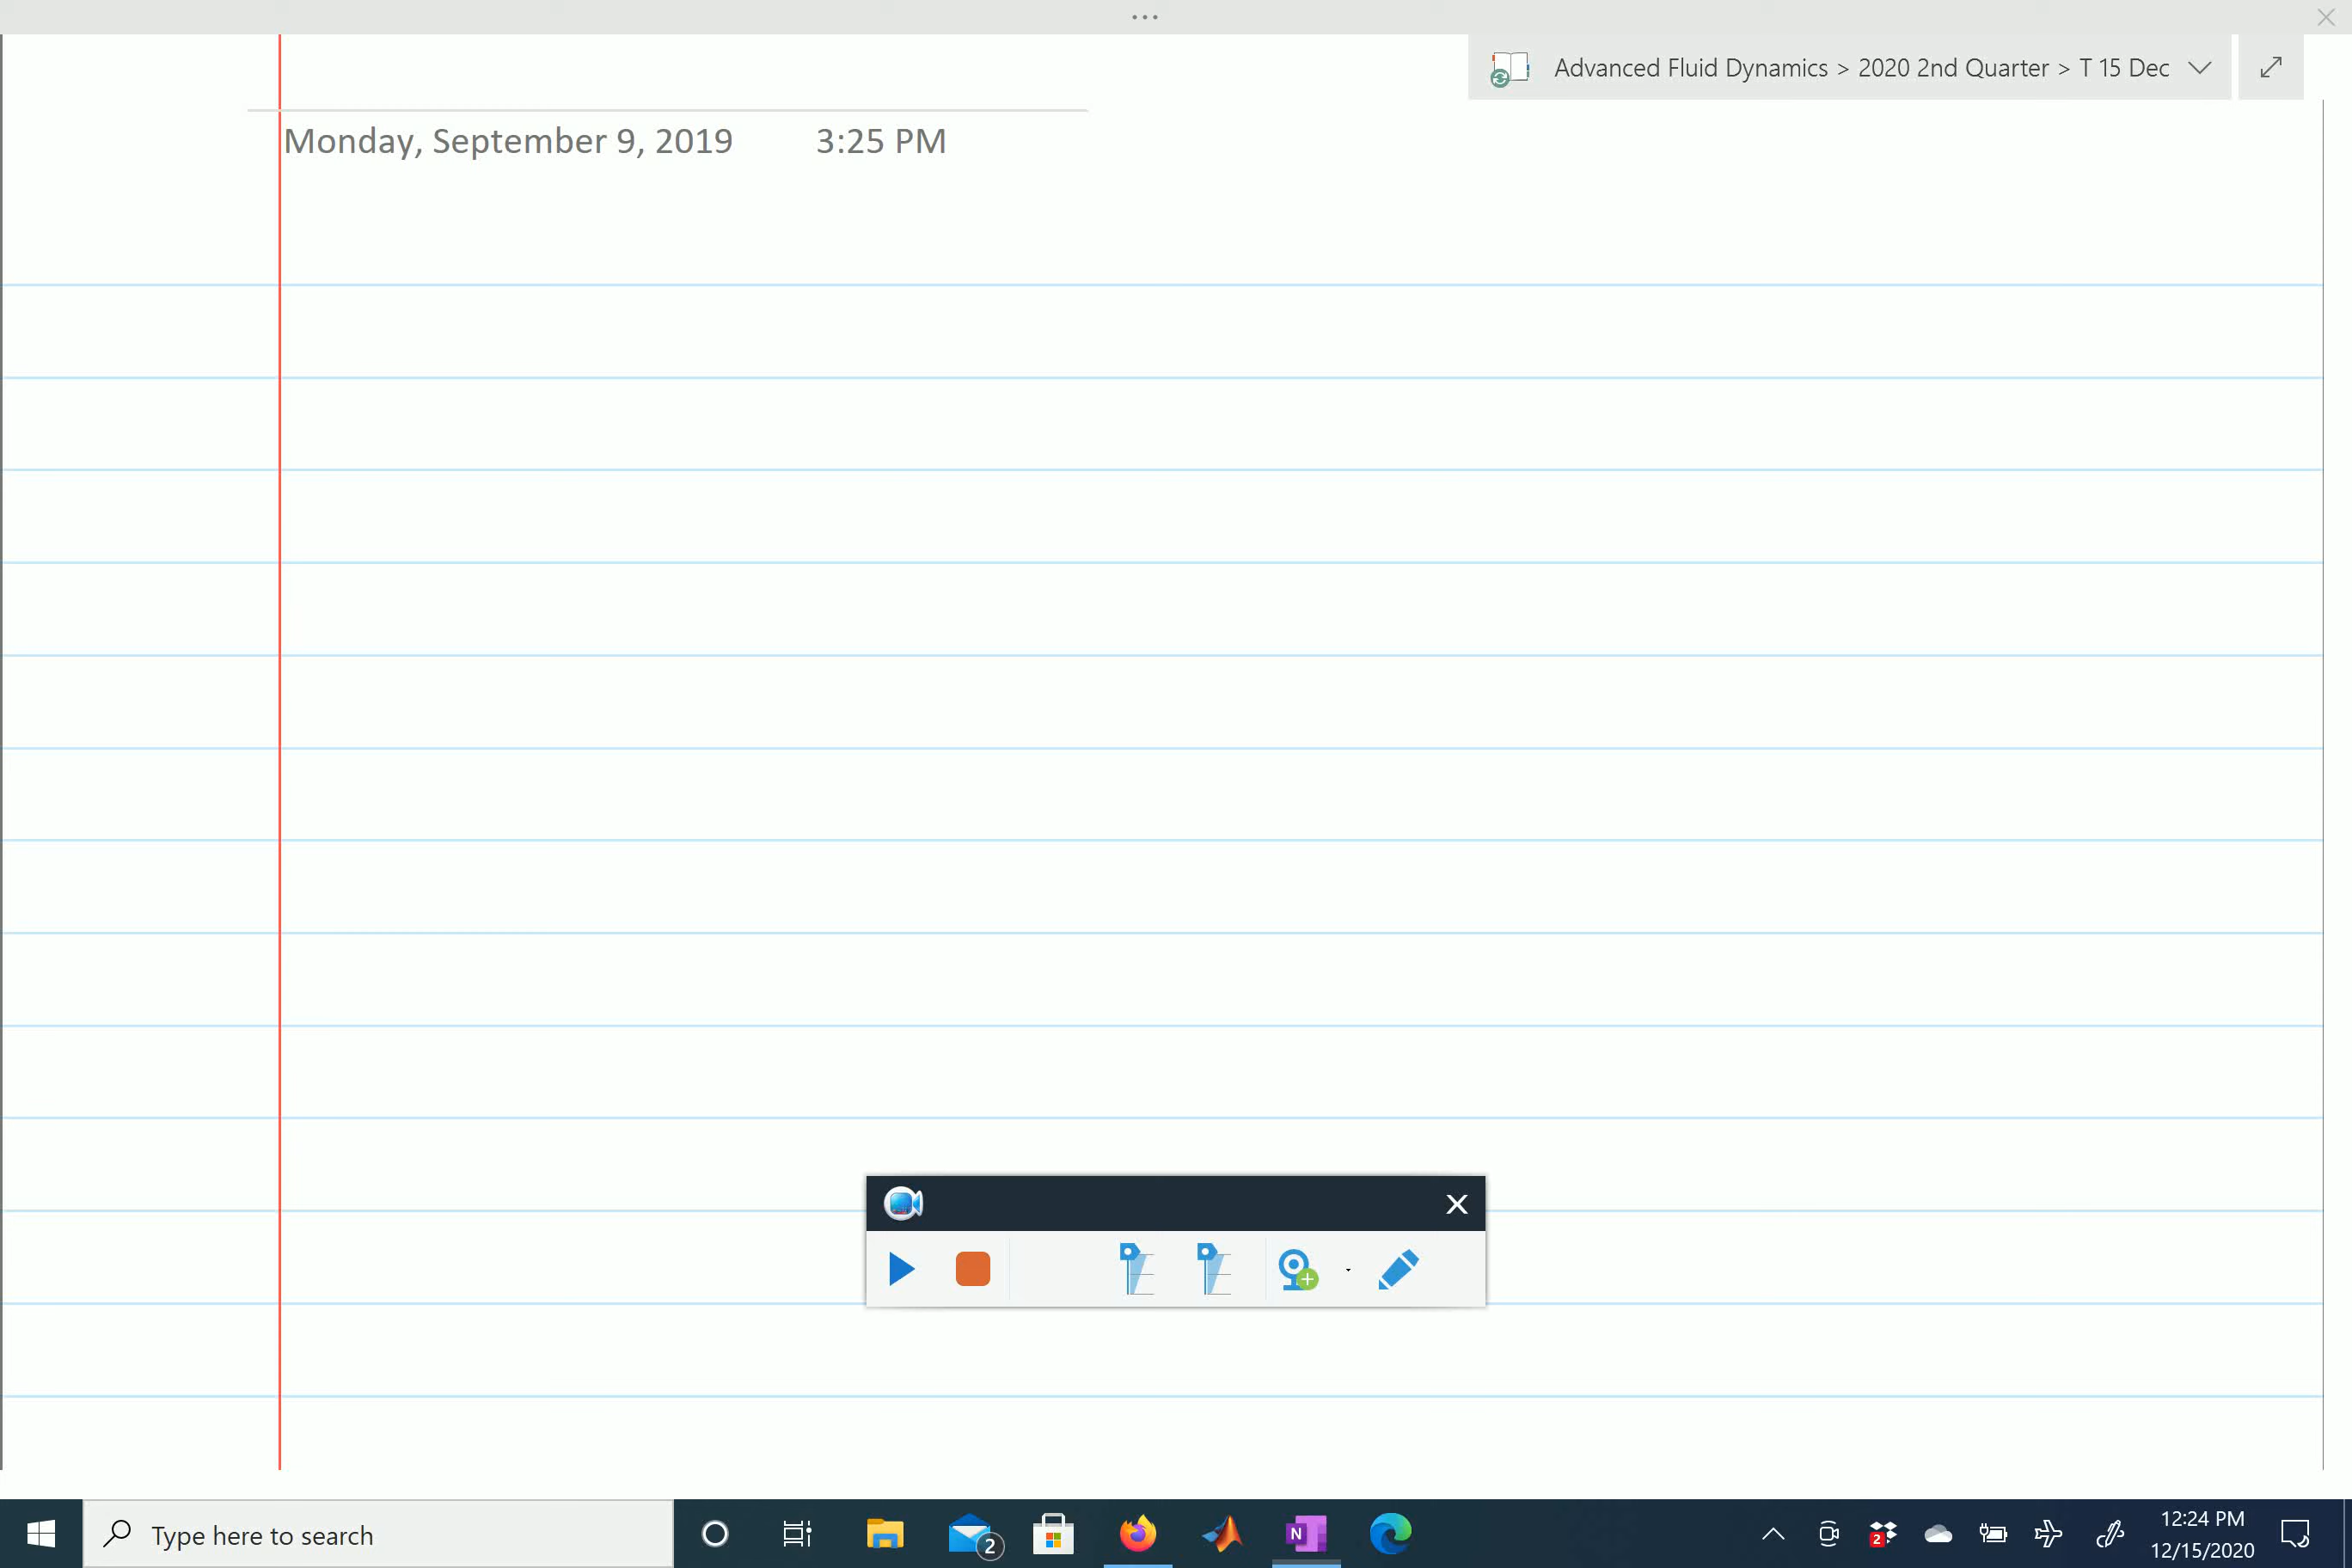 Advanced Fluid Dynamics > 2020 2nd Quarter > T 15 Dec
Monday, September 9, 2019 3:25 PM
Type here to search
2
N
2
12:24 PM
12/15/2020